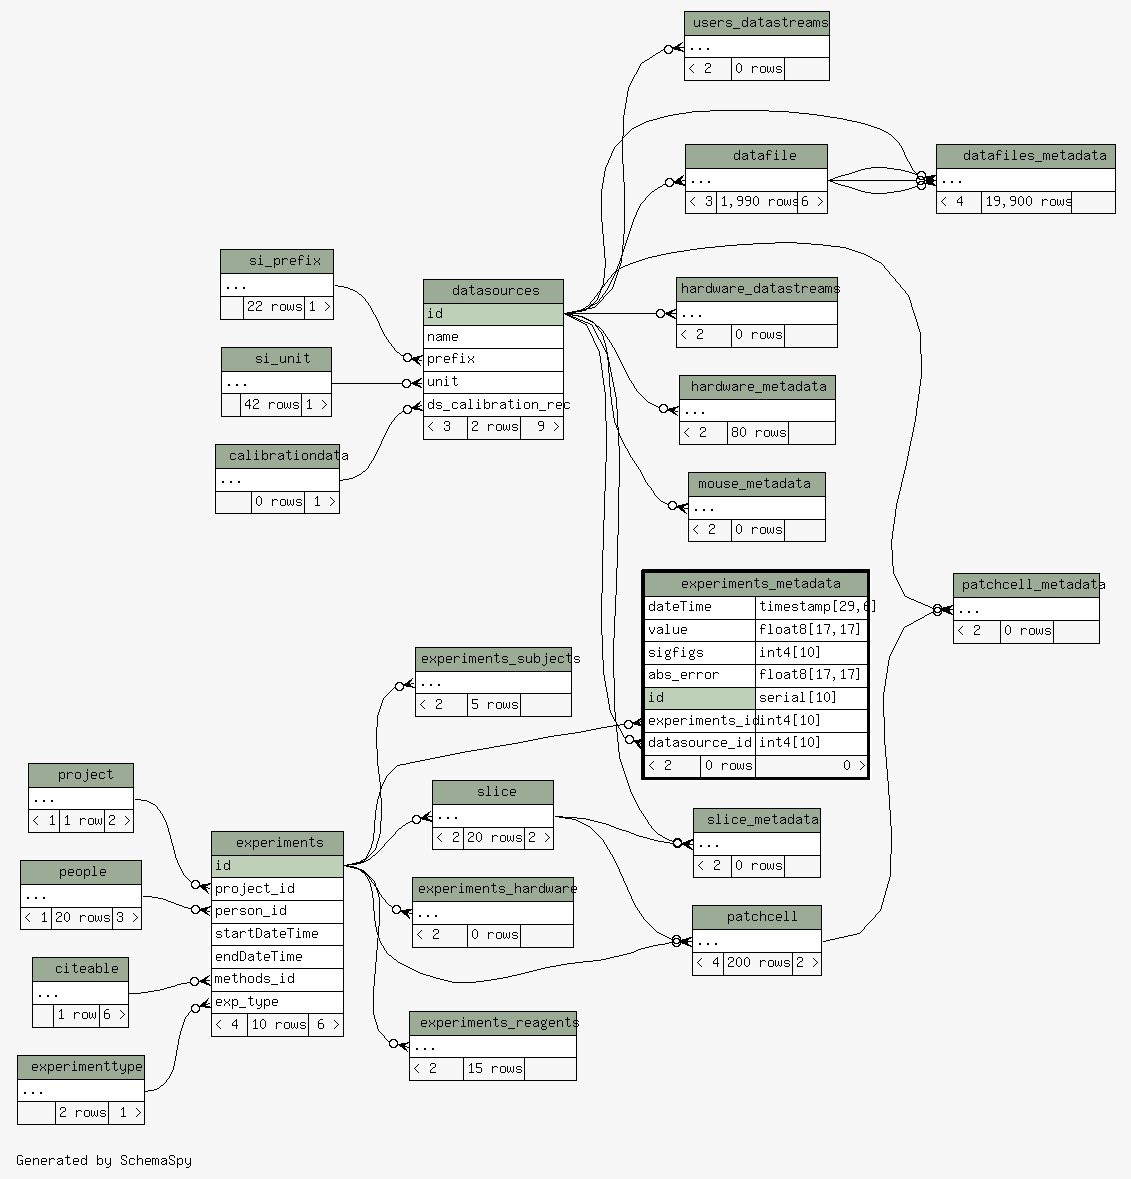 users_datastreams
...
< 2 0 rows
datafile
...
< 3 1,990 rows 6 >
datafiles_metadata
...
< 4 19,900 rows
si_prefix
...
22 rows 1 >
si_unit
...
42 rows 1 >
calibrationdata
...
0 rows 1 >
datasources
id
name
prefix
unit
ds_calibration_rec
< 3 2 rows 9 >
hardware_datastreams
...
< 2 0 rows
hardware_metadata
...
< 2 80 rows
mouse_metadata
...
< 2 0 rows
experiments_metadata
dateTime timestamp[29,6]
value float8[17,17]
sigfigs int4[10]
abs_error float8[17,17]
id serial[10]
experiments_id int4[10]
datasource_id int4[10]
< 2 0 rows 0 >
patchcell_metadata
...
< 2 0 rows
experiments_subjects
...
< 2 5 rows
project
...
< 1 1 row 2 >
people
...
< 1 20 rows 3 >
citeable
...
1 row 6 >
experimenttype
...
2 rows 1 >
experiments
id
project_id
person_id
startDateTime
endDateTime
methods_id
exp_type
< 4 10 rows 6 >
slice
...
< 2 20 rows 2 >
experiments_hardware
...
< 2 0 rows
experiments_reagents
...
< 2 15 rows
slice_metadata
...
< 2 0 rows
patchcell
...
< 4 200 rows 2 >
Generated by SchemaSpy